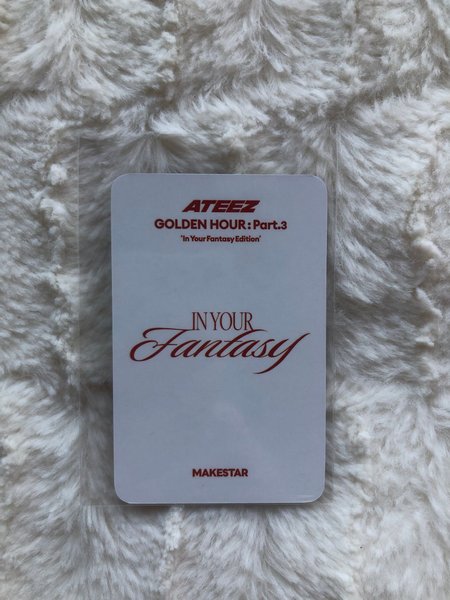 ATEEZ
GOLDEN HOUR : Part.3
'In Your Fantasy Edition'
IN YOUR
Fantasy
MAKESTAR